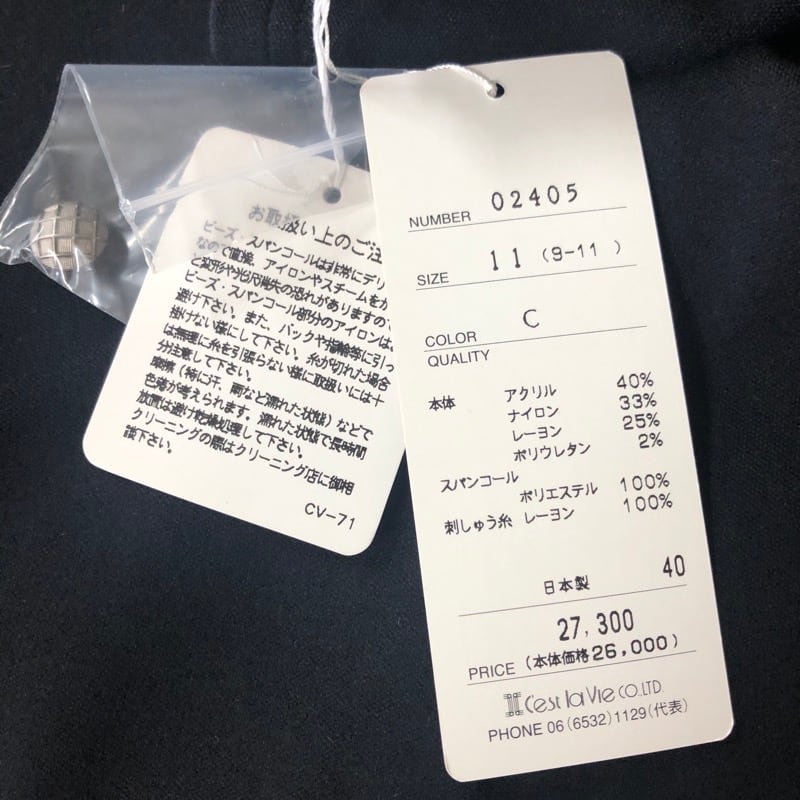 お取扱い上のご注
ビーズ・スパンコールは非常にデリ
なので直接、アイロンやスチームをか
と変形や光沢消失の恐れがありますので
ビーズ・スパンコール部分のアイロンは
避け下さい。また、バックや指輪等に引っ
掛けない様にして下さい。糸が切れた場合
は無理に糸を引張らない様に取扱いには十
分注意して下さい。
摩擦(特に汗、雨など濡れた状態)などで
色落が考えられます。濡れた状態で長時間
放置は避け乾燥処理して下さい。
クリーニングの際はクリーニング店に御相
談下さい。
CV-71
NUMBER 02405
SIZE 11 (9-11 )
COLOR C
QUALITY
本体 アクリル 40%
ナイロン 33%
レーヨン 25%
ポリウレタン 2%
スパンコール
ポリエステル 100%
刺しゅう糸 レーヨン 100%
日本製 40
27,300
PRICE (本体価格26,000)
C'est la Vie CO.,LTD.
PHONE 06(6532)1129(代表)